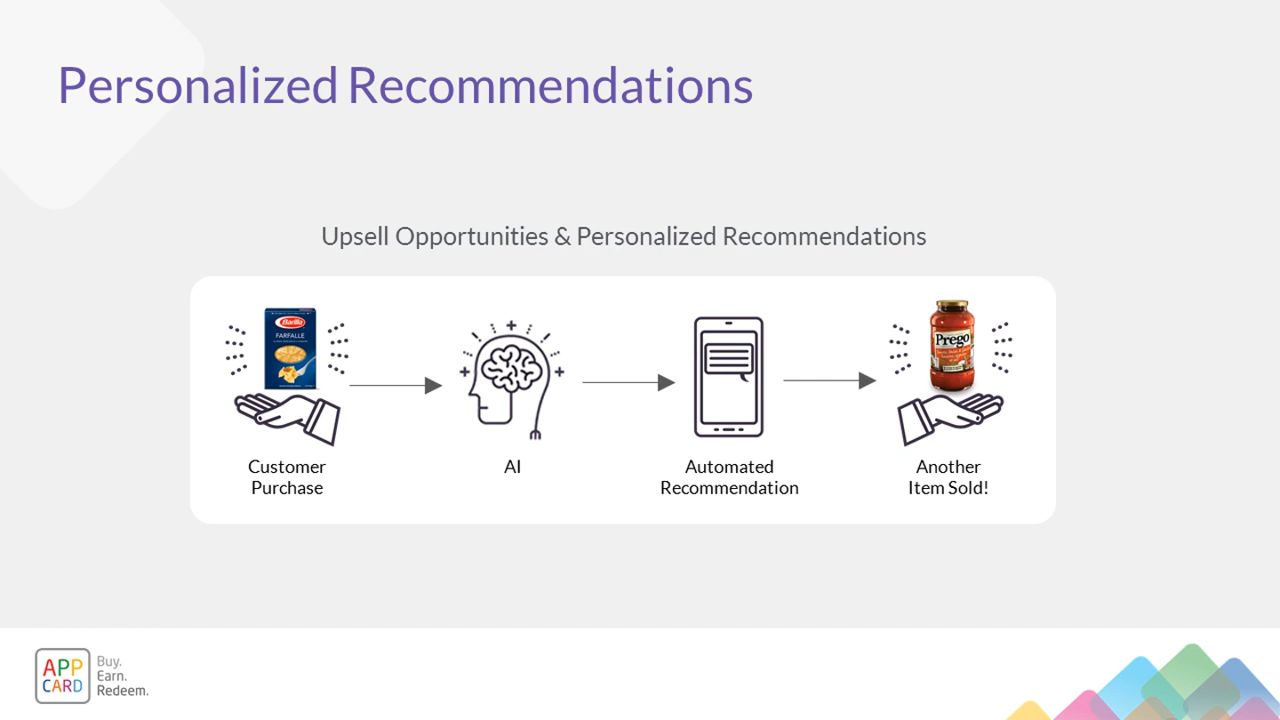 Personalized Recommendations
Upsell Opportunities & Personalized Recommendations
Barilla
FARFALLE
Prego
Customer
Purchase
AI
Automated
Recommendation
Another
Item Sold!
APP
CARD
Buy.
Earn.
Redeem.